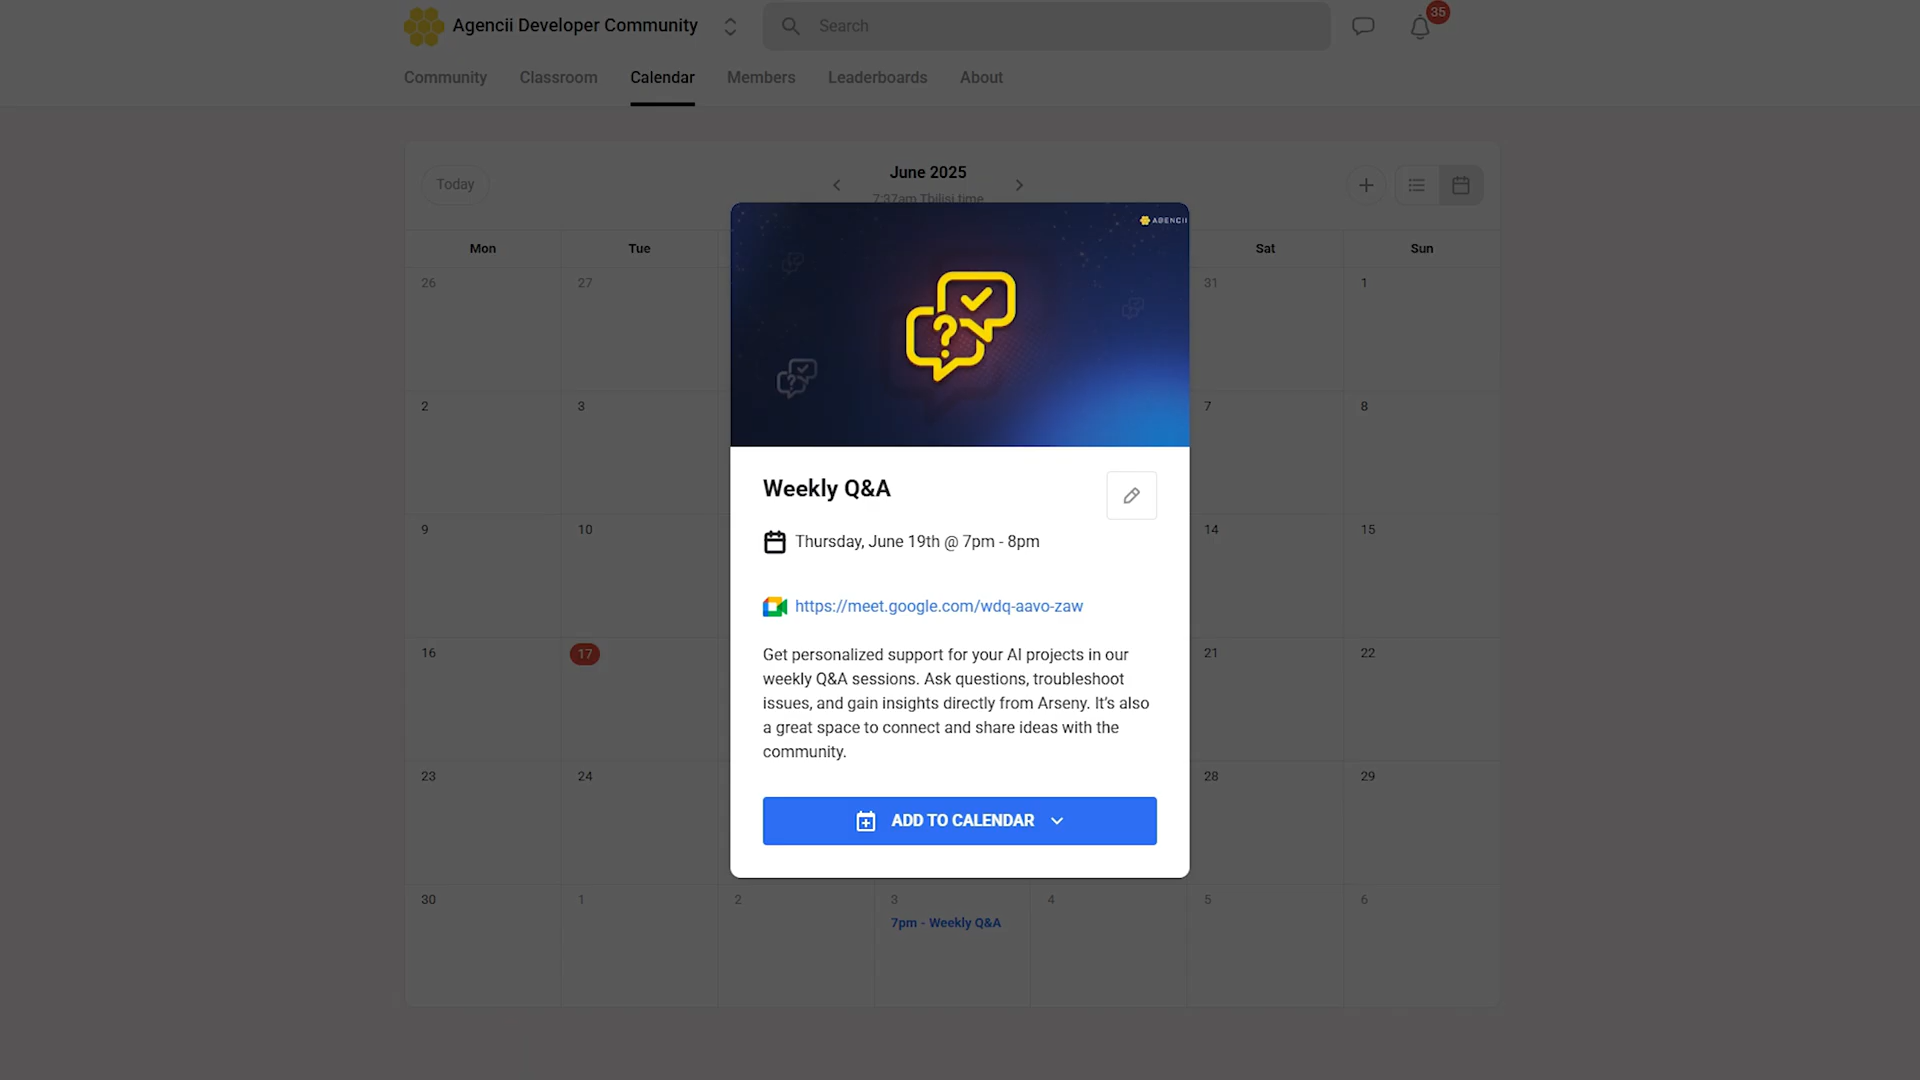 Agencii Developer Community
Search
35
Community
Classroom
Calendar
Members
Leaderboards
About
Today
June 2025
7:37am Tbilisi time
Mon
Tue
Sat
Sun
26
27
31
1
2
3
7
8
9
10
14
15
16
17
21
22
23
24
28
29
30
1
2
3
4
5
6
7pm - Weekly Q&A
AGENCII
Weekly Q&A
Thursday, June 19th @ 7pm - 8pm
https://meet.google.com/wdq-aavo-zaw
Get personalized support for your AI projects in our
weekly Q&A sessions. Ask questions, troubleshoot
issues, and gain insights directly from Arseny. It's also
a great space to connect and share ideas with the
community.
ADD TO CALENDAR